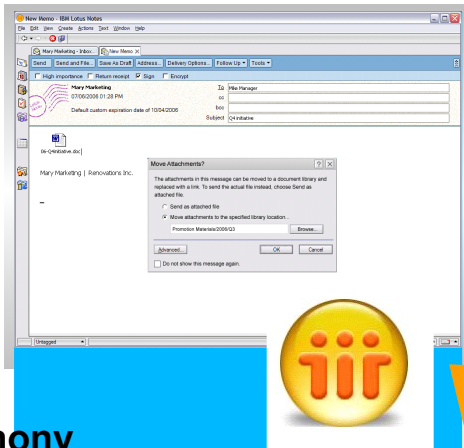 New Memo - IBM Lotus Notes
File Edit View Create Actions Text Window Help
Mary Marketing - Inbox... New Memo
Send Send and File... Save As Draft Address... Delivery Options... Follow Up Tools
High importance Return receipt Sign Encrypt
Mary Marketing
07/06/2006 01:28 PM
Default custom expiration date of 10/04/2006
To Mike Manager
cc
bcc
Subject Q4 initiative
06-Q4Initiative.doc
Mary Marketing | Renovations Inc.
Move Attachments?
The attachments in this message can be moved to a document library and
replaced with a link. To send the actual file instead, choose Send as
attached file.
Send as attached file
Move attachments to the specified library location...
Promotion Materials/2006/Q3 Browse...
Advanced... OK Cancel
Do not show this message again.
Untagged
nony